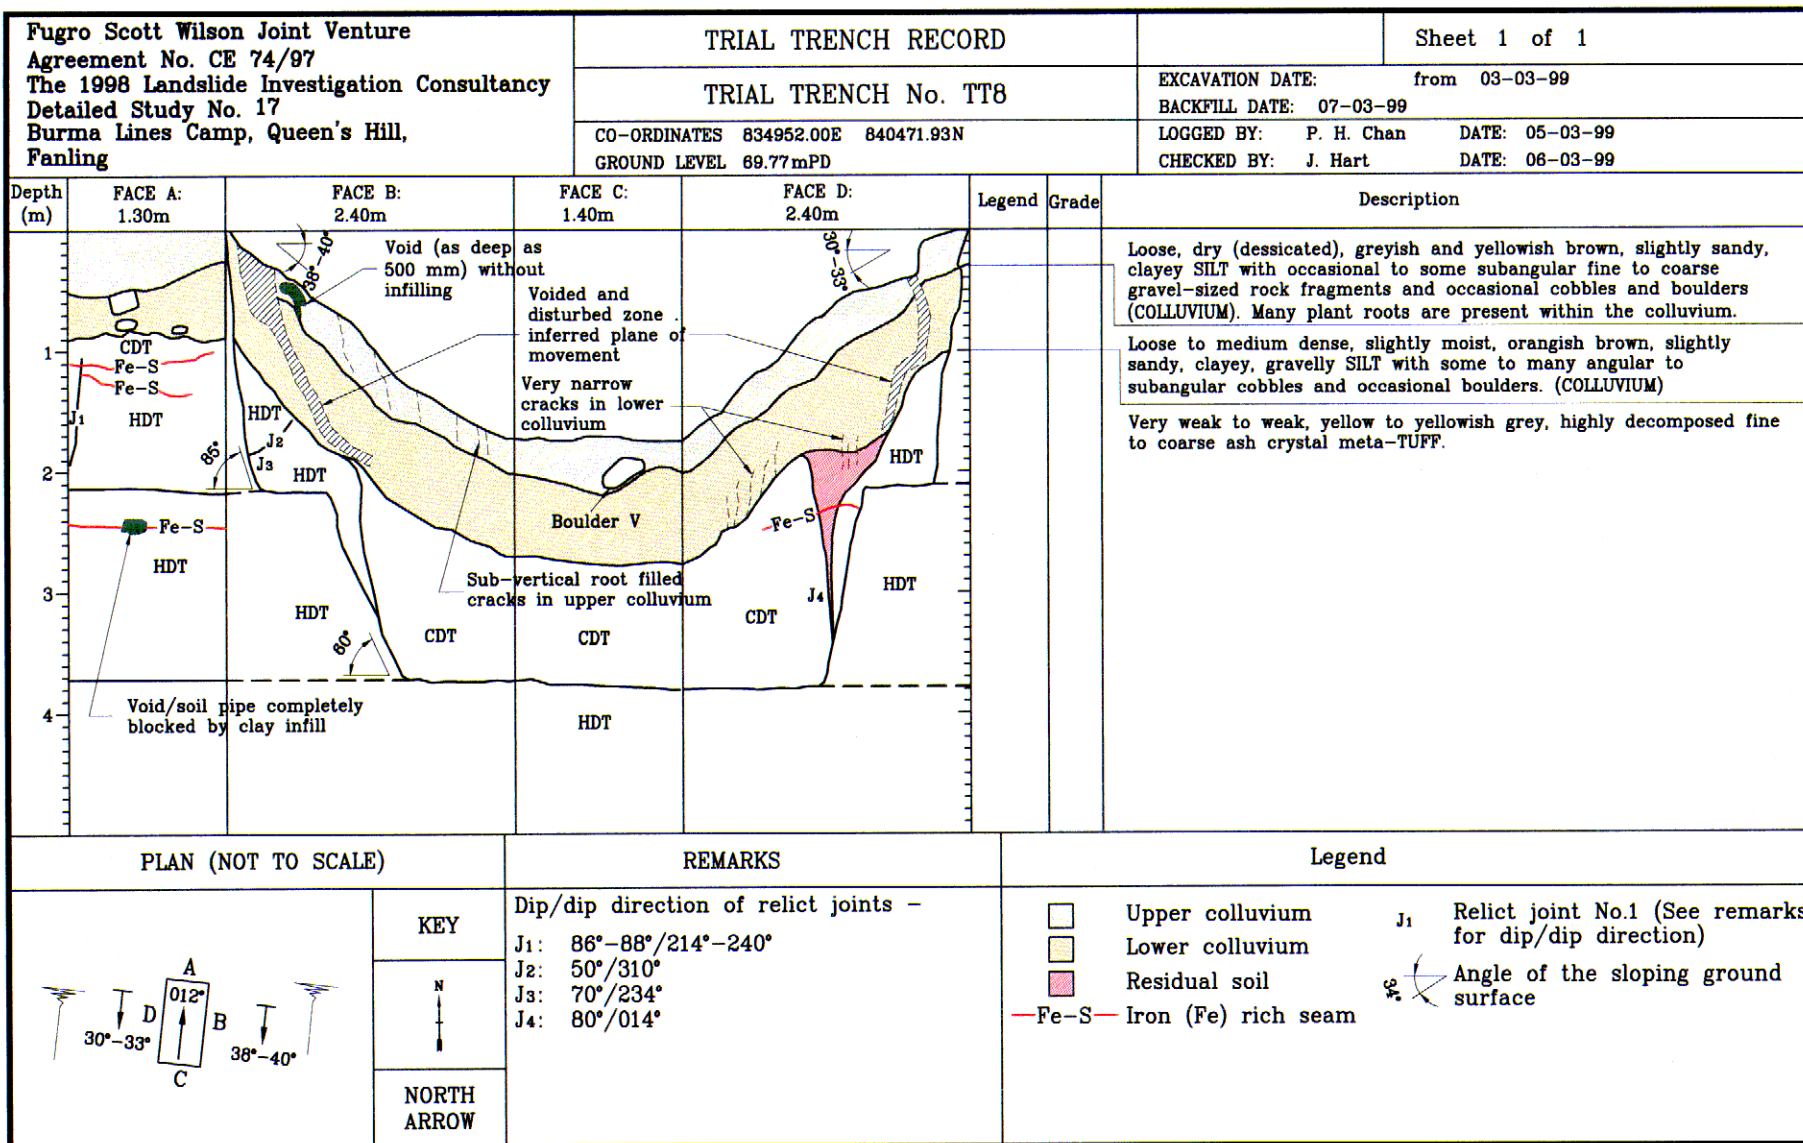 Fugro Scott Wilson Joint Venture
Agreement No. CE 74/97
The 1998 Landslide Investigation Consultancy
Detailed Study No. 17
Burma Lines Camp, Queen's Hill,
Fanling
TRIAL TRENCH RECORD
TRIAL TRENCH No. TT8
CO-ORDINATES 834952.00E 840471.93N
GROUND LEVEL 69.77mPD
Sheet 1 of 1
EXCAVATION DATE: from 03-03-99
BACKFILL DATE: 07-03-99
LOGGED BY: P. H. Chan DATE: 05-03-99
CHECKED BY: J. Hart DATE: 06-03-99
Depth
(m)
FACE A:
1.30m
FACE B:
2.40m
FACE C:
1.40m
FACE D:
2.40m
Legend
Grade
Description
1
2
3
4
CDT
Fe-S
Fe-S
J1
HDT
Fe-S
HDT
Void/soil pipe completely
blocked by clay infill
38°-40°
Void (as deep as
500 mm) without
infilling
HDT
J2
J3
85°
HDT
HDT
60°
CDT
Voided and
disturbed zone .
inferred plane of
movement
Very narrow
cracks in lower
colluvium
Boulder V
Sub-vertical root filled
cracks in upper colluvium
CDT
HDT
30°-33°
HDT
Fe-S
J4
HDT
CDT
Loose, dry (dessicated), greyish and yellowish brown, slightly sandy,
clayey SILT with occasional to some subangular fine to coarse
gravel-sized rock fragments and occasional cobbles and boulders
(COLLUVIUM). Many plant roots are present within the colluvium.
Loose to medium dense, slightly moist, orangish brown, slightly
sandy, clayey, gravelly SILT with some to many angular to
subangular cobbles and occasional boulders. (COLLUVIUM)
Very weak to weak, yellow to yellowish grey, highly decomposed fine
to coarse ash crystal meta-TUFF.
PLAN (NOT TO SCALE)
A
012°
D
B
C
30°-33°
38°-40°
KEY
N
NORTH
ARROW
REMARKS
Dip/dip direction of relict joints -
J1: 86°-88°/214°-240°
J2: 50°/310°
J3: 70°/234°
J4: 80°/014°
Legend
Upper colluvium
Lower colluvium
Residual soil
Fe-S Iron (Fe) rich seam
J1 Relict joint No.1 (See remarks
for dip/dip direction)
34° Angle of the sloping ground
surface